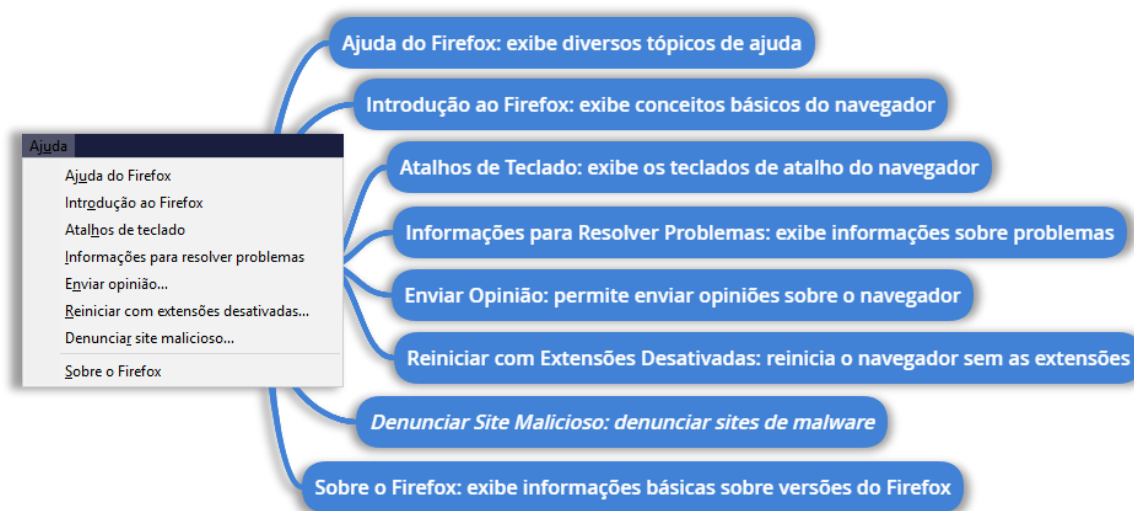 Ajuda do Firefox: exibe diversos tópicos de ajuda
Introdução ao Firefox: exibe conceitos básicos do navegador
Ajuda
Ajuda do Firefox
Introdução ao Firefox
Atalhos de teclado
Informações para resolver problemas
Enviar opinião...
Reiniciar com extensões desativadas...
Denunciar site malicioso...
Sobre o Firefox
Atalhos de Teclado: exibe os teclados de atalho do navegador
Informações para Resolver Problemas: exibe informações sobre problemas
Enviar Opinião: permite enviar opiniões sobre o navegador
Reiniciar com Extensões Desativadas: reinicia o navegador sem as extensões
Denunciar Site Malicioso: denunciar sites de malware
Sobre o Firefox: exibe informações básicas sobre versões do Firefox